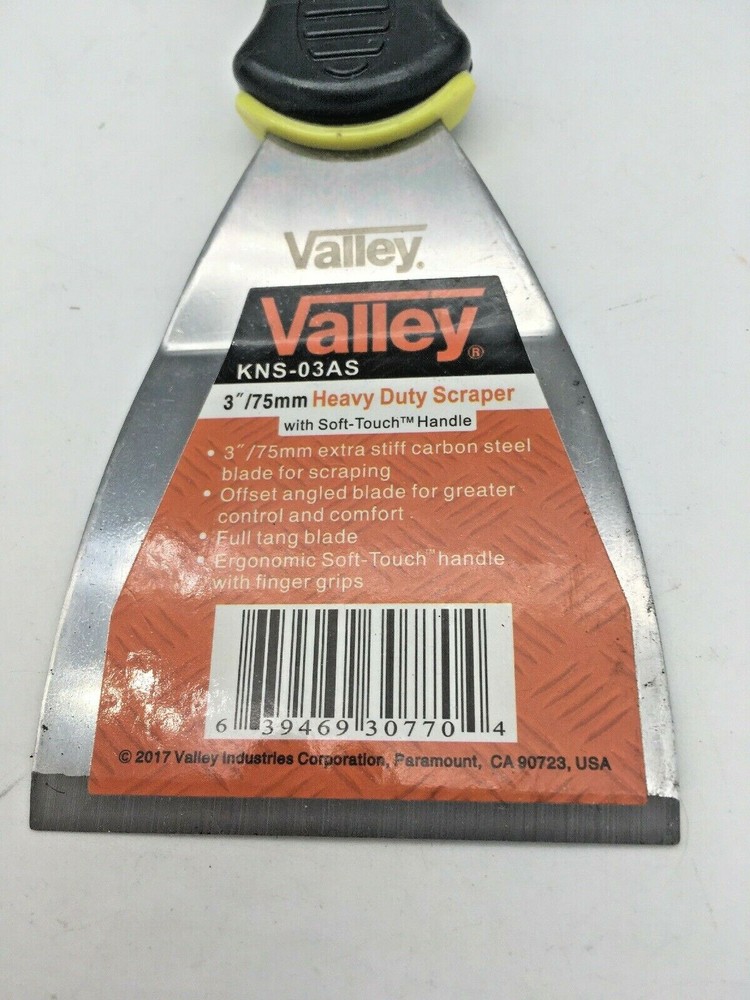 Valley®
Valley®
KNS-03AS
3"/75mm Heavy Duty Scraper
with Soft-Touch™ Handle
• 3"/75mm extra stiff carbon steel
blade for scraping
• Offset angled blade for greater
control and comfort .
• Full tang blade
• Ergonomic Soft-Touch™ handle
with finger grips
6 39469 30770 4
© 2017 Valley Industries Corporation, Paramount, CA 90723, USA